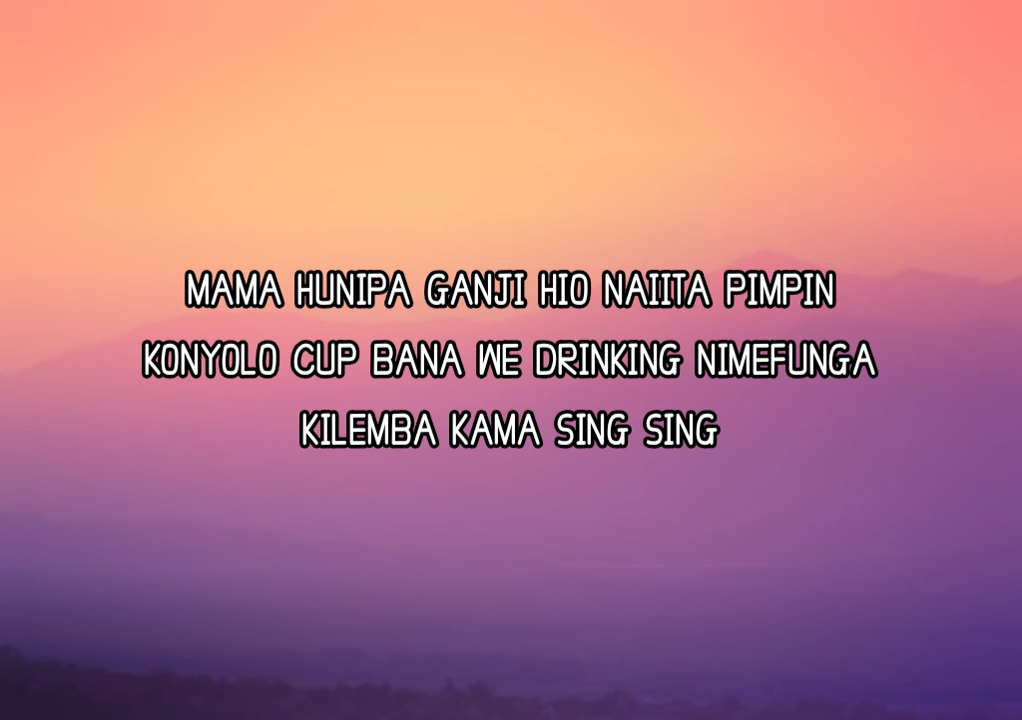 MAMA HUNIPA GANJI HIO NAIITA PIMPIN
KONYOLO CUP BANA WE DRINKING NIMEFUNGA
KILEMBA KAMA SING SING